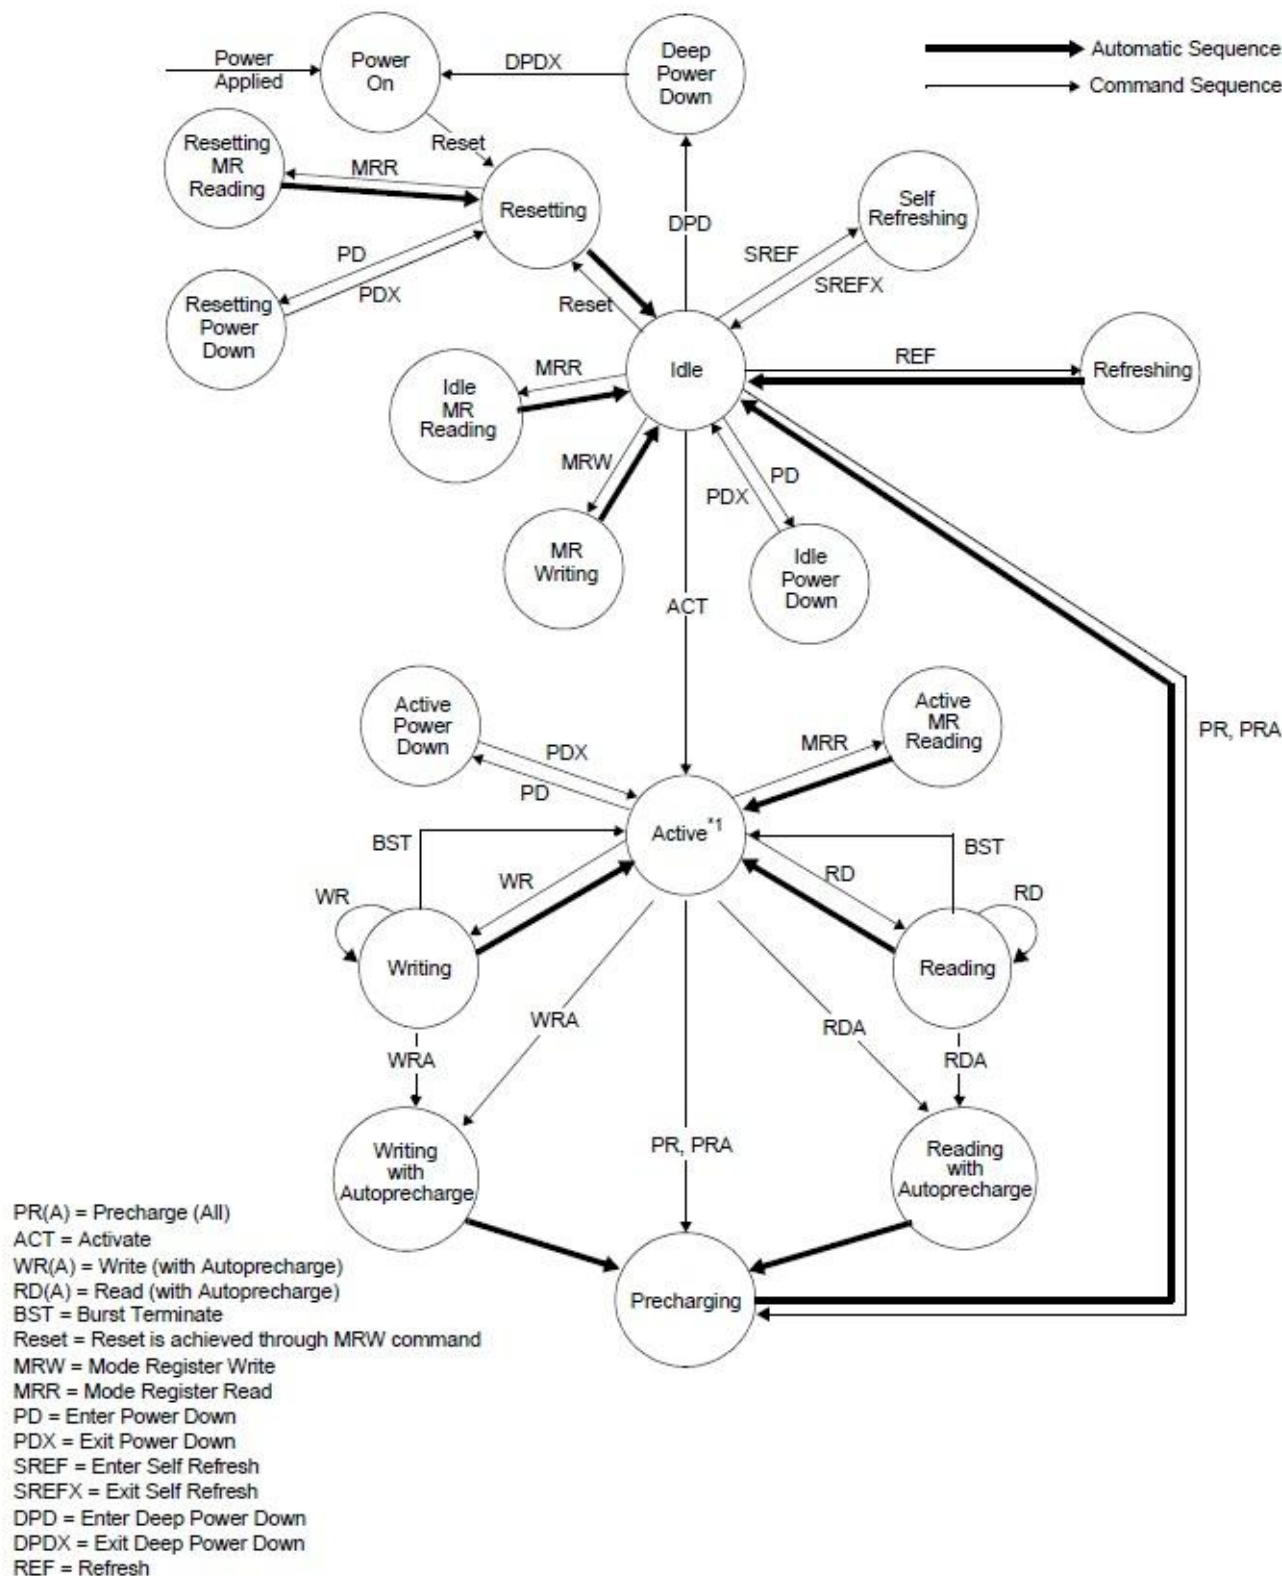 Power
Applied
Power
On
DPDX
Deep
Power
Down
Automatic Sequence
Command Sequence
Reset
Resetting
MR
Reading
MRR
Resetting
DPD
Self
Refreshing
SREF
SREFX
PD
PDX
Resetting
Power
Down
Reset
Idle
REF
Refreshing
MRR
Idle
MR
Reading
MRW
PD
PDX
MR
Writing
Idle
Power
Down
ACT
Active
Power
Down
PDX
PD
MRR
Active
MR
Reading
PR, PRA
Active*1
BST
WR
WR
RD
BST
RD
Writing
Reading
WRA
WRA
RDA
RDA
Writing
with
Autoprecharge
PR, PRA
Reading
with
Autoprecharge
Precharging
PR(A) = Precharge (All)
ACT = Activate
WR(A) = Write (with Autoprecharge)
RD(A) = Read (with Autoprecharge)
BST = Burst Terminate
Reset = Reset is achieved through MRW command
MRW = Mode Register Write
MRR = Mode Register Read
PD = Enter Power Down
PDX = Exit Power Down
SREF = Enter Self Refresh
SREFX = Exit Self Refresh
DPD = Enter Deep Power Down
DPDX = Exit Deep Power Down
REF = Refresh